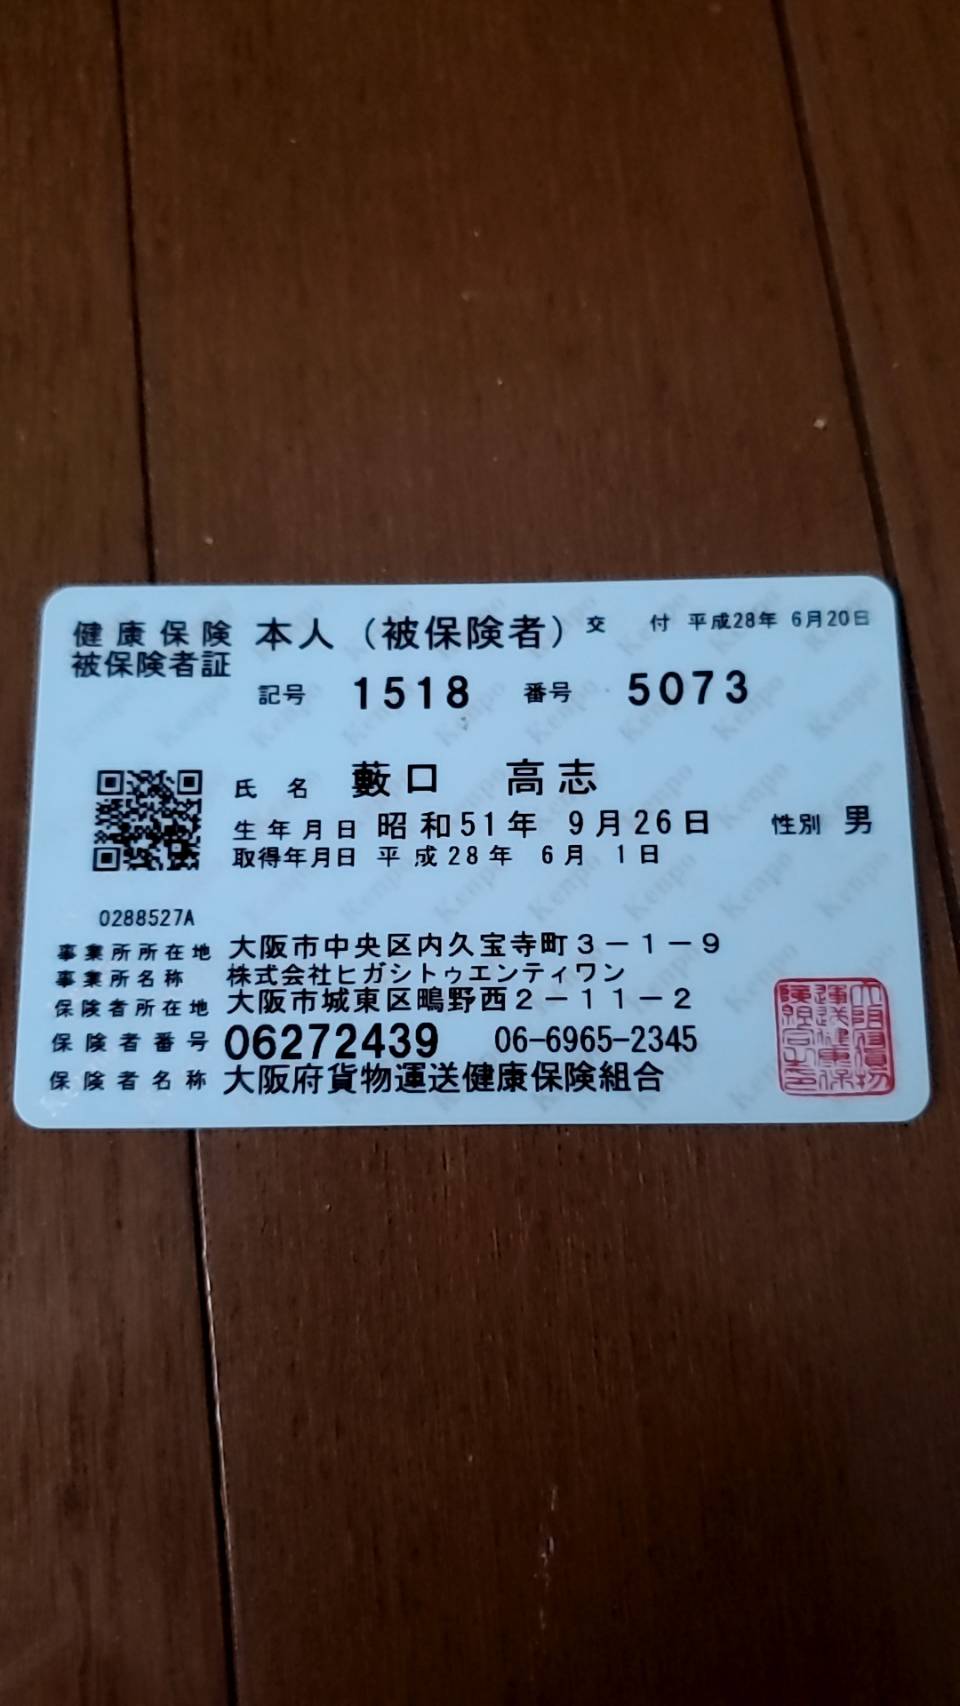 健康保険 本人（被保険者） 交 付 平成28年 6月20日
被保険者証
記号 1518 番号 5073
氏名 藪口 高志
生年月日 昭和51年 9月26日 性別 男
取得年月日 平成28年 6月 1日
0288527A
事業所所在地 大阪市中央区内久宝寺町3－1－9
事業所名称 株式会社ヒガシトゥエンティワン
保険者所在地 大阪市城東区鴫野西2－11－2
保険者番号 06272439 06-6965-2345
保険者名称 大阪府貨物運送健康保険組合